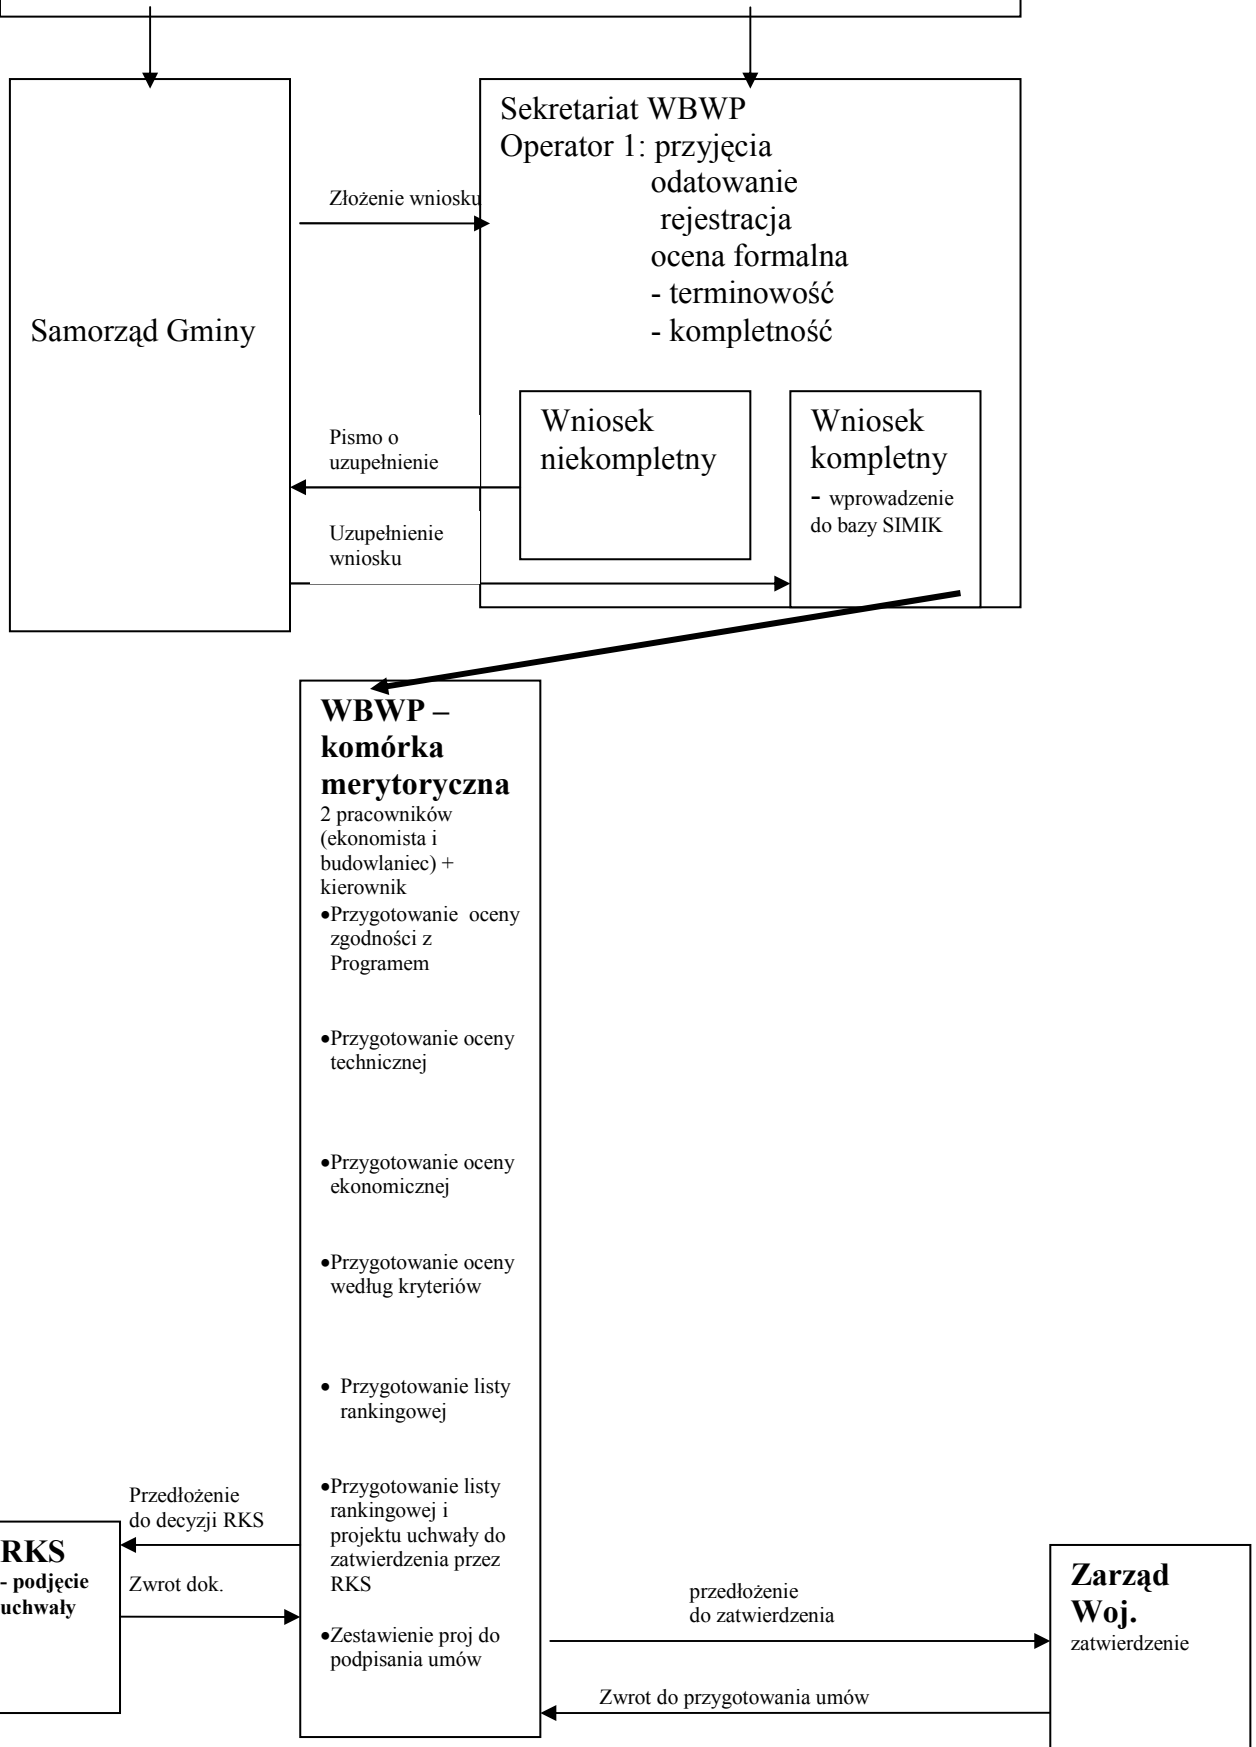 Sekretariat WBWP
Operator 1: przyjęcia
odatowanie
rejestracja
ocena formalna
- terminowość
- kompletność
Złożenie wniosku
Samorząd Gminy
Wniosek
niekompletny
Wniosek
kompletny
- wprowadzenie
do bazy SIMIK
Pismo o
uzupełnienie
Uzupełnienie
wniosku
WBWP –
komórka
merytoryczna
2 pracowników
(ekonomista i
budowlaniec) +
kierownik
•Przygotowanie oceny
zgodności z
Programem
•Przygotowanie oceny
technicznej
•Przygotowanie oceny
ekonomicznej
•Przygotowanie oceny
według kryteriów
• Przygotowanie listy
rankingowej
•Przygotowanie listy
rankingowej i
projektu uchwały do
zatwierdzenia przez
RKS
•Zestawienie proj do
podpisania umów
Przedłożenie
do decyzji RKS
RKS
- podjęcie
uchwały
Zwrot dok.
przedłożenie
do zatwierdzenia
Zarząd
Woj.
zatwierdzenie
Zwrot do przygotowania umów